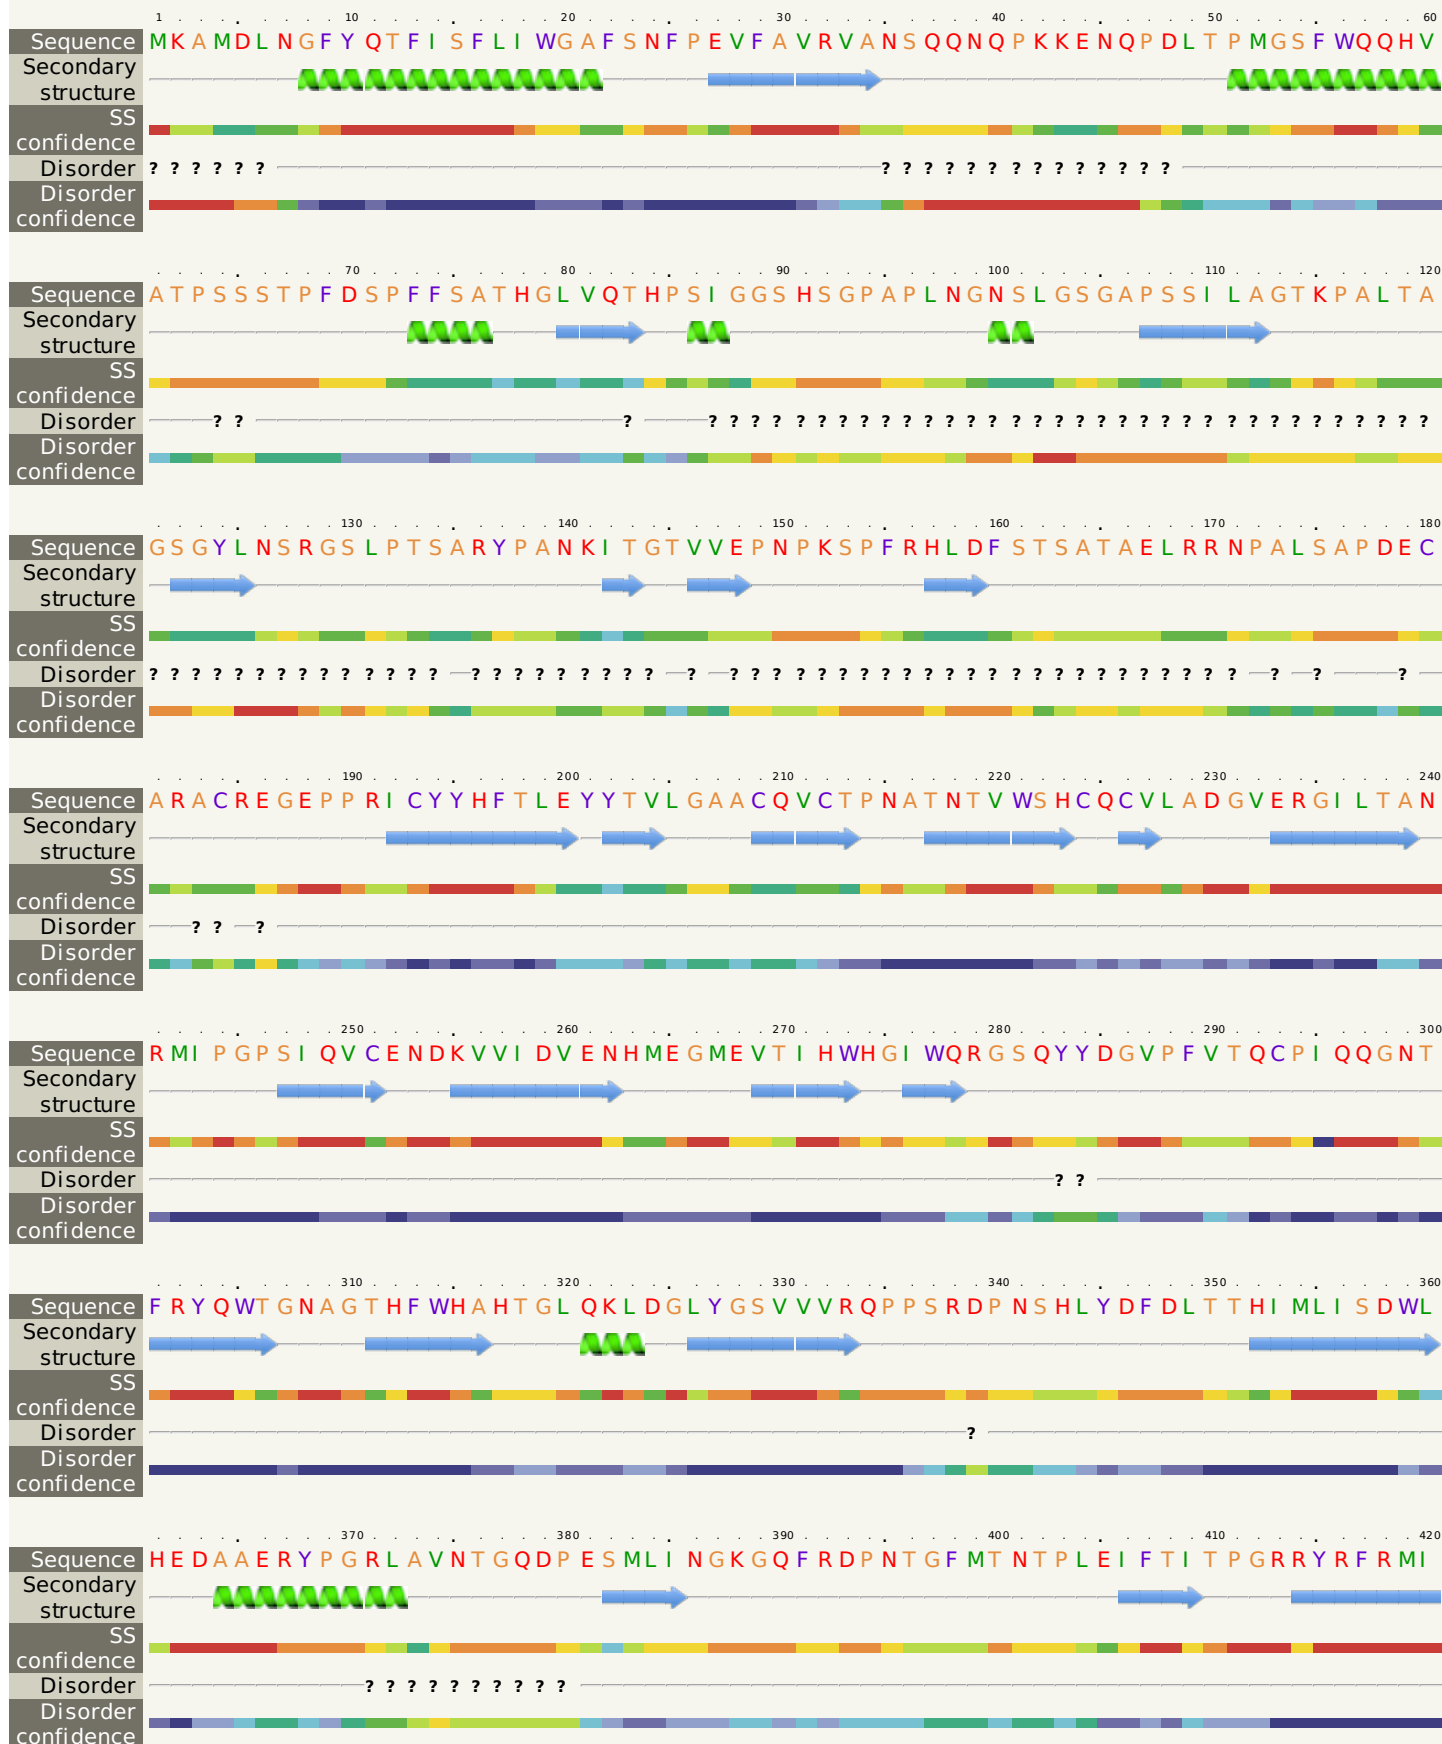 1 10 20 30 40 50 60
Sequence MKAMDLNGFYQTFISFLIWGAFSNFPEVFAVRVANSQQNQPKKENQPDLTPMGSFWQQHV
Secondary
structure
SS
confidence
Disorder ? ? ? ? ? ? ? ? ? ? ? ? ? ? ? ? ? ? ? ?
Disorder
confidence
70 80 90 100 110 120
Sequence ATPSSSTPFDSPFFSATHGLVQTHPSIGGSHSGPAPLNGNSLGSGAPSSILAGTKPALTA
Secondary
structure
SS
confidence
Disorder ? ? ? ? ? ? ? ? ? ? ? ? ? ? ? ? ? ? ? ? ? ? ? ? ? ? ? ? ? ? ? ? ? ? ? ? ?
Disorder
confidence
130 140 150 160 170 180
Sequence GSGYLNSRGSLPTSARYPANKITGTVVEPNPKSPFRHLDFSTSATAELRRNPALSAPDEC
Secondary
structure
SS
confidence
Disorder ? ? ? ? ? ? ? ? ? ? ? ? ? ? ? ? ? ? ? ? ? ? ? ? ? ? ? ? ? ? ? ? ? ? ? ? ? ? ? ? ? ? ? ? ? ? ? ? ? ? ?
Disorder
confidence
190 200 210 220 230 240
Sequence ARACREGEPPRICYYHFTLEYYTVLGAACQVCTPNATNTVWSHCQCVLADGVERGILTAN
Secondary
structure
SS
confidence
Disorder ? ? ?
Disorder
confidence
250 260 270 280 290 300
Sequence RMIPGPSIQVCENDKVVIDVENHMEGMEVTIHWHGIWQRGSQYYDGVPFVTQCPIQQGNT
Secondary
structure
SS
confidence
Disorder ? ?
Disorder
confidence
310 320 330 340 350 360
Sequence FRYQWTGNAGTHFWHAHTGLQKLDGLYGSVVVRQPPSRDPNSHLYDFDLTTHIMLISDWL
Secondary
structure
SS
confidence
Disorder ?
Disorder
confidence
370 380 390 400 410 420
Sequence HEDAAERYPGRLAVNTGQDPESMLINGKGQFRDPNTGFMTNTPLEIFTITPGRRYRFRMI
Secondary
structure
SS
confidence
Disorder ? ? ? ? ? ? ? ? ? ?
Disorder
confidence